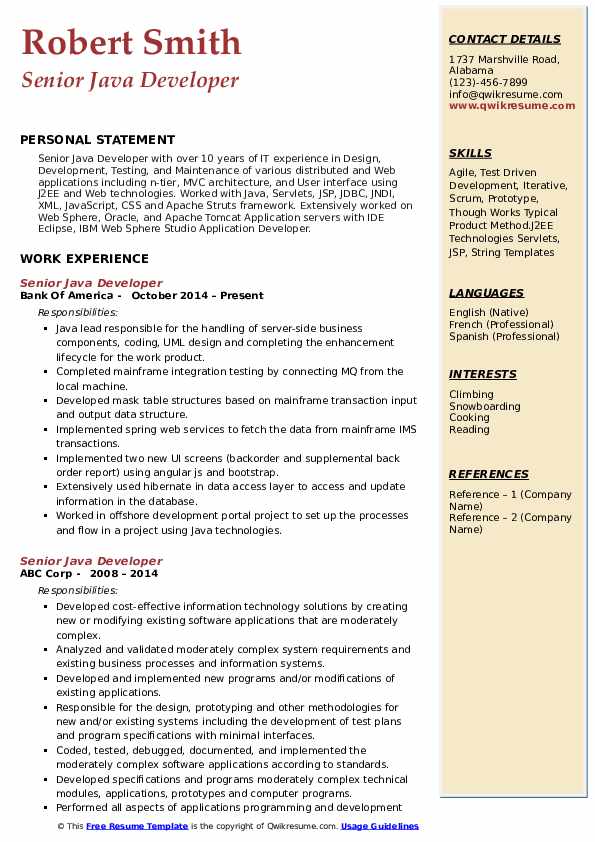 Robert Smith
Senior Java Developer
PERSONAL STATEMENT
Senior Java Developer with over 10 years of IT experience in Design,
Development, Testing, and Maintenance of various distributed and Web
applications including n-tier, MVC architecture, and User interface using
J2EE and Web technologies. Worked with Java, Servlets, JSP, JDBC, JNDI,
XML, JavaScript, CSS and Apache Struts framework. Extensively worked on
Web Sphere, Oracle, and Apache Tomcat Application servers with IDE
Eclipse, IBM Web Sphere Studio Application Developer.
WORK EXPERIENCE
Senior Java Developer
Bank Of America - October 2014 – Present
Responsibilities:
▪ Java lead responsible for the handling of server-side business
components, coding, UML design and completing the enhancement
lifecycle for the work product.
▪ Completed mainframe integration testing by connecting MQ from the
local machine.
▪ Developed mask table structures based on mainframe transaction input
and output data structure.
▪ Implemented spring web services to fetch the data from mainframe IMS
transactions.
▪ Implemented two new UI screens (backorder and supplemental back
order report) using angular js and bootstrap.
▪ Extensively used hibernate in data access layer to access and update
information in the database.
▪ Worked in offshore development portal project to set up the processes
and flow in a project using Java technologies.
Senior Java Developer
ABC Corp - 2008 – 2014
Responsibilities:
▪ Developed cost-effective information technology solutions by creating
new or modifying existing software applications that are moderately
complex.
▪ Analyzed and validated moderately complex system requirements and
existing business processes and information systems.
▪ Developed and implemented new programs and/or modifications of
existing applications.
▪ Responsible for the design, prototyping and other methodologies for
new and/or existing systems including the development of test plans
and program specifications with minimal interfaces.
▪ Coded, tested, debugged, documented, and implemented the
moderately complex software applications according to standards.
▪ Developed specifications and programs moderately complex technical
modules, applications, prototypes and computer programs.
▪ Performed all aspects of applications programming and development
CONTACT DETAILS
1737 Marshville Road,
Alabama
(123)-456-7899
info@qwikresume.com
www.qwikresume.com
SKILLS
Agile, Test Driven
Development, Iterative,
Scrum, Prototype,
Though Works Typical
Product Method.J2EE
Technologies Servlets,
JSP, String Templates
LANGUAGES
English (Native)
French (Professional)
Spanish (Professional)
INTERESTS
Climbing
Snowboarding
Cooking
Reading
REFERENCES
Reference – 1 (Company
Name)
Reference – 2 (Company
Name)
© This Free Resume Template is the copyright of Qwikresume.com. Usage Guidelines